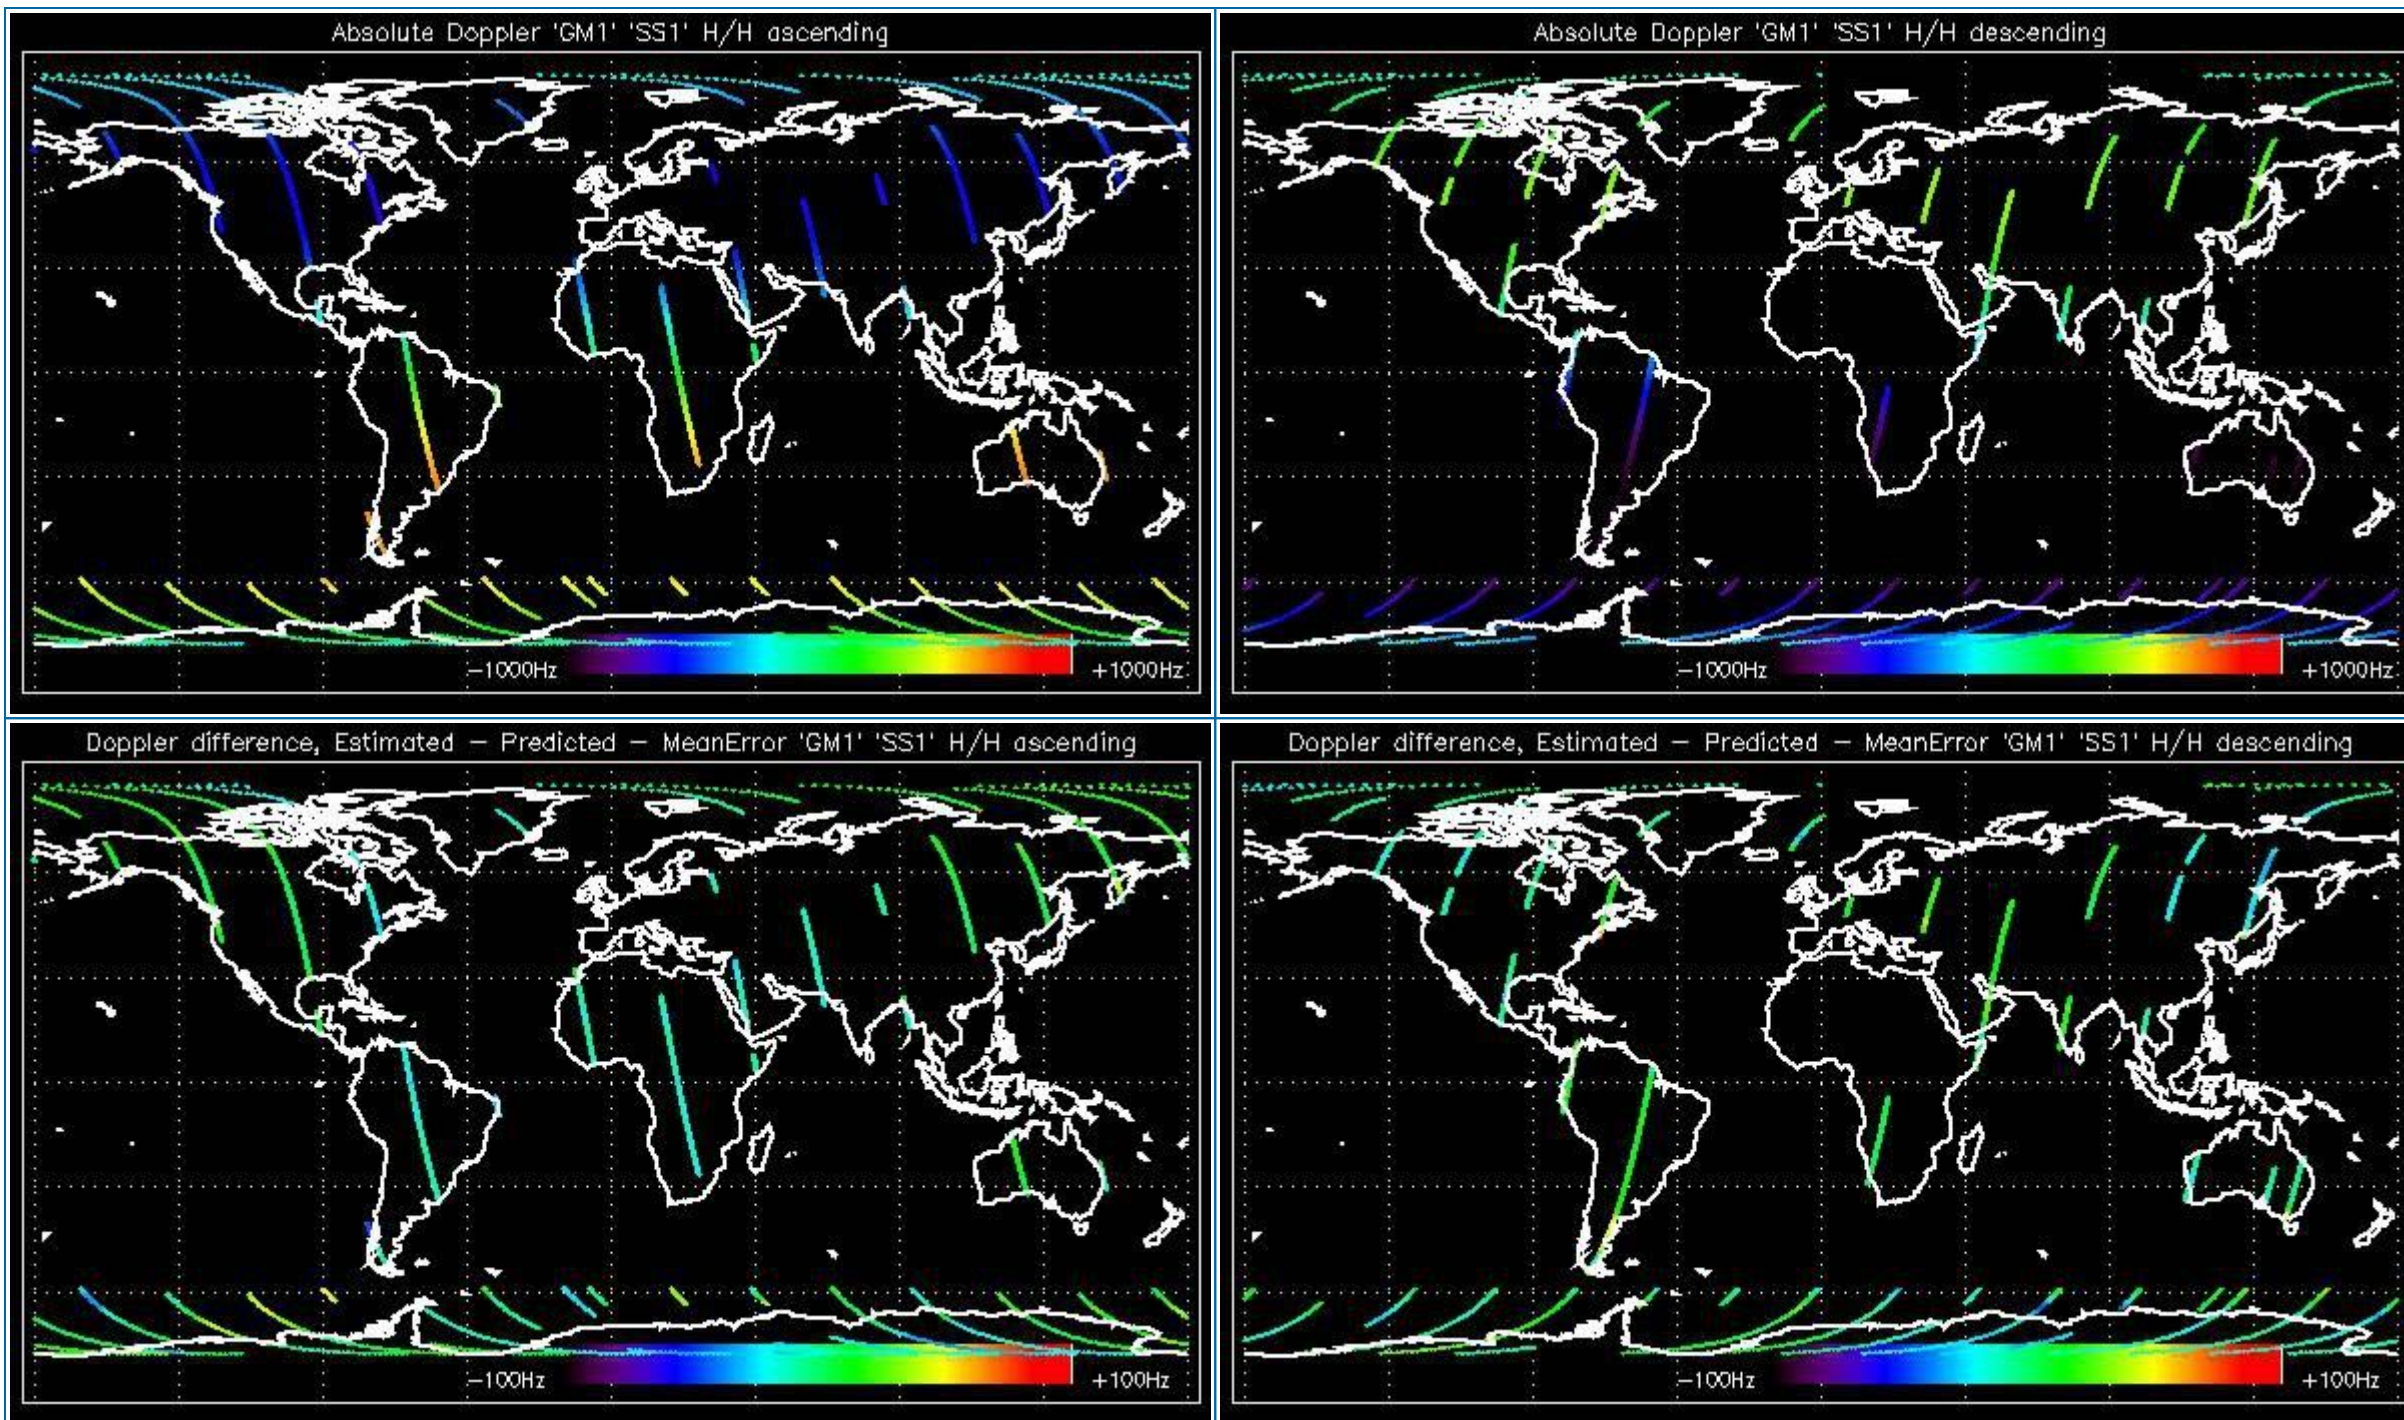 Absolute Doppler 'GM1' 'SS1' H/H ascending
-1000Hz
+1000Hz
Absolute Doppler 'GM1' 'SS1' H/H descending
-1000Hz
+1000Hz
Doppler difference, Estimated - Predicted - MeanError 'GM1' 'SS1' H/H ascending
-100Hz
+100Hz
Doppler difference, Estimated - Predicted - MeanError 'GM1' 'SS1' H/H descending
-100Hz
+100Hz